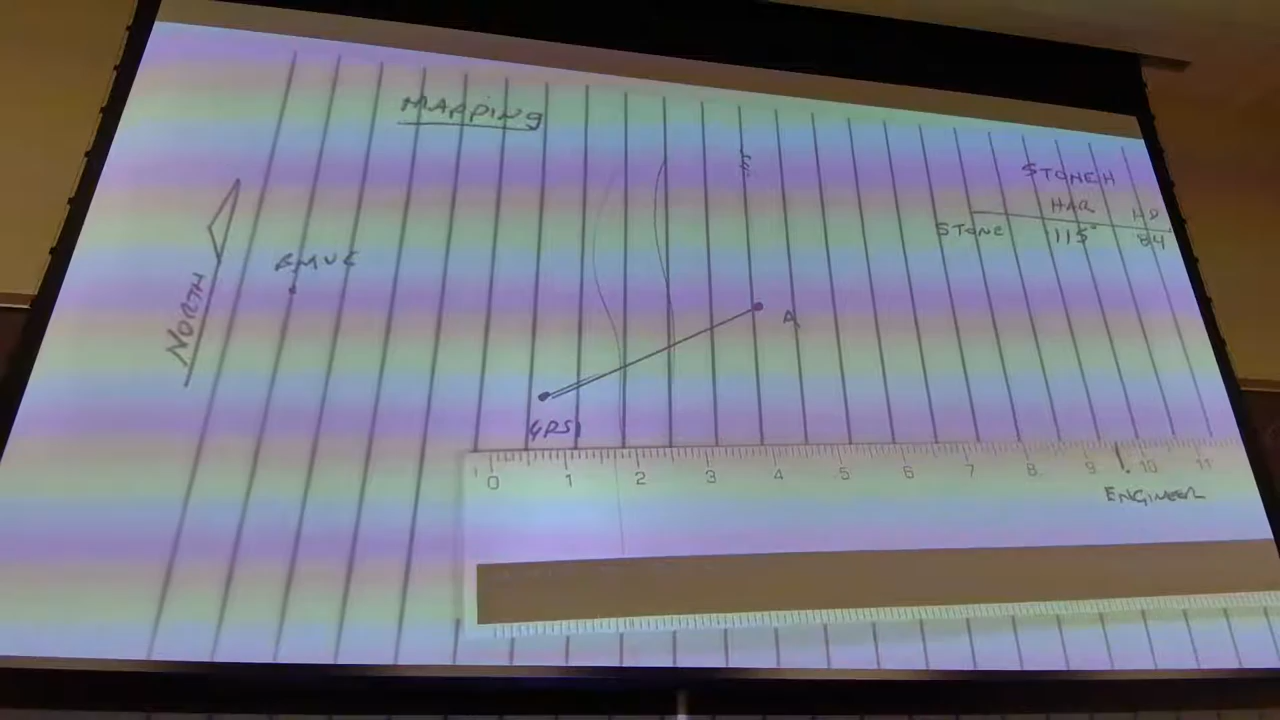 MAPPING
STONE H
HAR HD
STONE 115° 84
NORTH
A
GPS1
0 1 2 3 4 5 6 7 8 9 10 11
ENGINEER